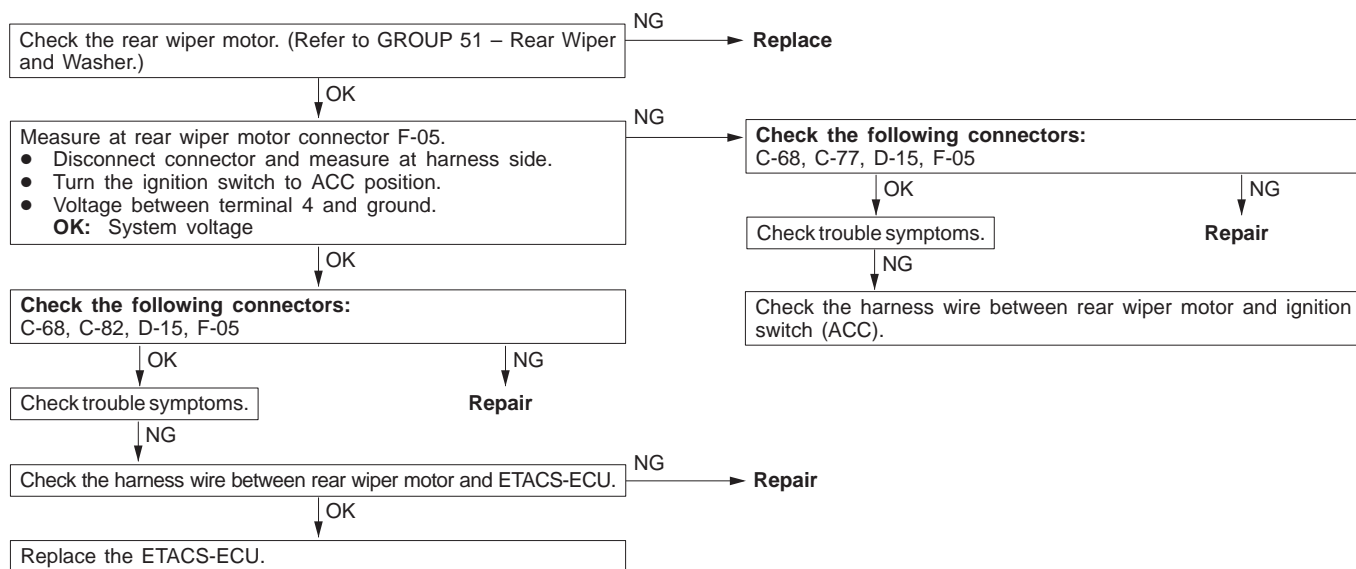 Check the rear wiper motor. (Refer to GROUP 51 – Rear Wiper
and Washer.)
NG
Replace
OK
Measure at rear wiper motor connector F-05.
● Disconnect connector and measure at harness side.
● Turn the ignition switch to ACC position.
● Voltage between terminal 4 and ground.
OK: System voltage
NG
Check the following connectors:
C-68, C-77, D-15, F-05
OK
NG
Check trouble symptoms.
Repair
NG
Check the harness wire between rear wiper motor and ignition
switch (ACC).
OK
Check the following connectors:
C-68, C-82, D-15, F-05
OK
NG
Check trouble symptoms.
Repair
NG
Check the harness wire between rear wiper motor and ETACS-ECU.
NG
Repair
OK
Replace the ETACS-ECU.